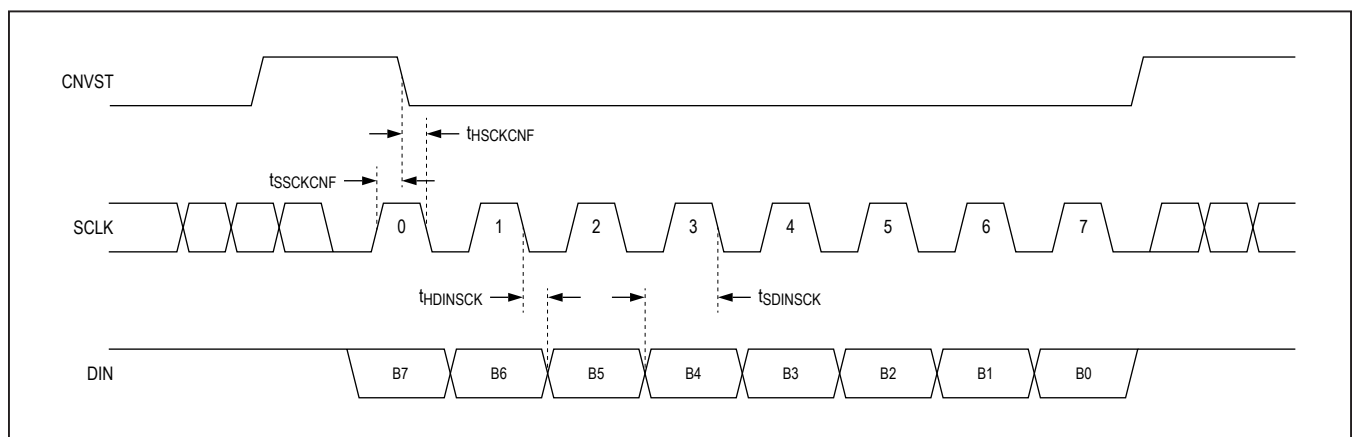 CNVST
tHSCKCNF
tSSCKCNF
SCLK
0 1 2 3 4 5 6 7
tHDINSCK tSDINSCK
DIN
B7 B6 B5 B4 B3 B2 B1 B0